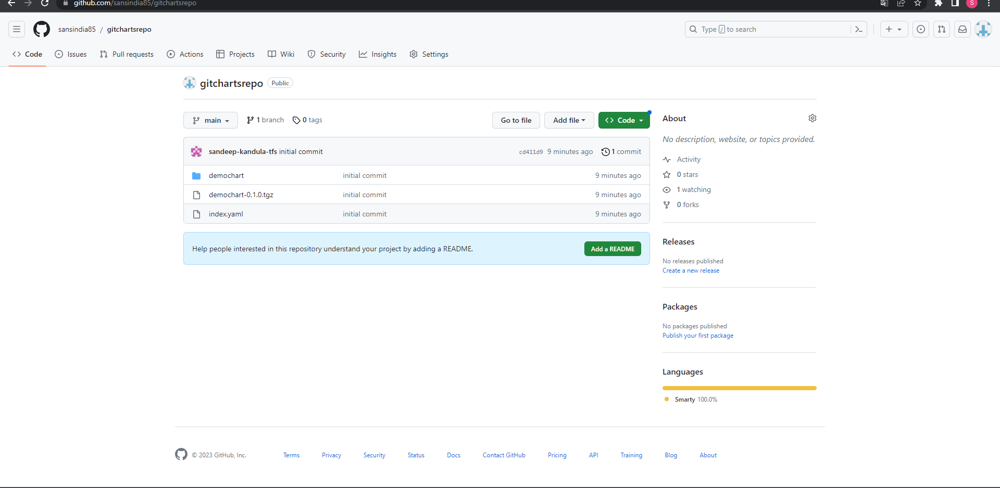 github.com/sansindia85/gitchartsrepo
S
sansindia85 / gitchartsrepo
Type / to search
Code Issues Pull requests Actions Projects Wiki Security Insights Settings
gitchartsrepo Public
main 1 branch 0 tags Go to file Add file Code
sandeep-kandula-tfs initial commit cd411d9 9 minutes ago 1 commit
demochart initial commit 9 minutes ago
demochart-0.1.0.tgz initial commit 9 minutes ago
index.yaml initial commit 9 minutes ago
Help people interested in this repository understand your project by adding a README. Add a README
About
No description, website, or topics provided.
Activity
0 stars
1 watching
0 forks
Releases
No releases published
Create a new release
Packages
No packages published
Publish your first package
Languages
Smarty 100.0%
© 2023 GitHub, Inc. Terms Privacy Security Status Docs Contact GitHub Pricing API Training Blog About